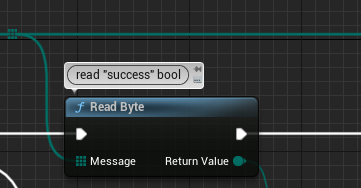 read "success" bool
Read Byte
Message Return Value